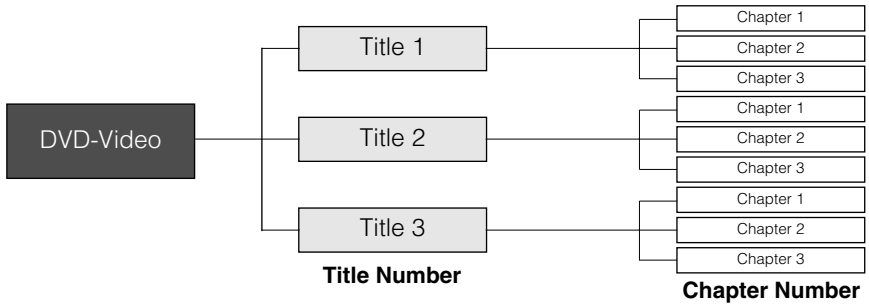 DVD-Video
Title 1
Chapter 1
Chapter 2
Chapter 3
Title 2
Chapter 1
Chapter 2
Chapter 3
Title 3
Chapter 1
Chapter 2
Chapter 3
Title Number
Chapter Number